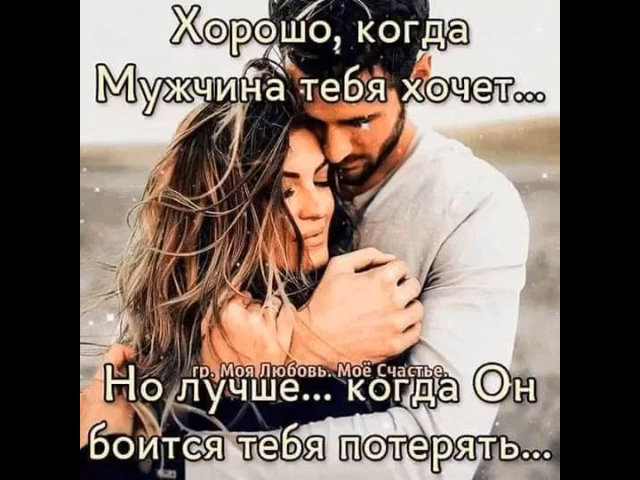 Хорошо, когда
Мужчина тебя хочет...
гр. Моя Любовь. Моё Счастье.
Но лучше... когда Он
боится тебя потерять...